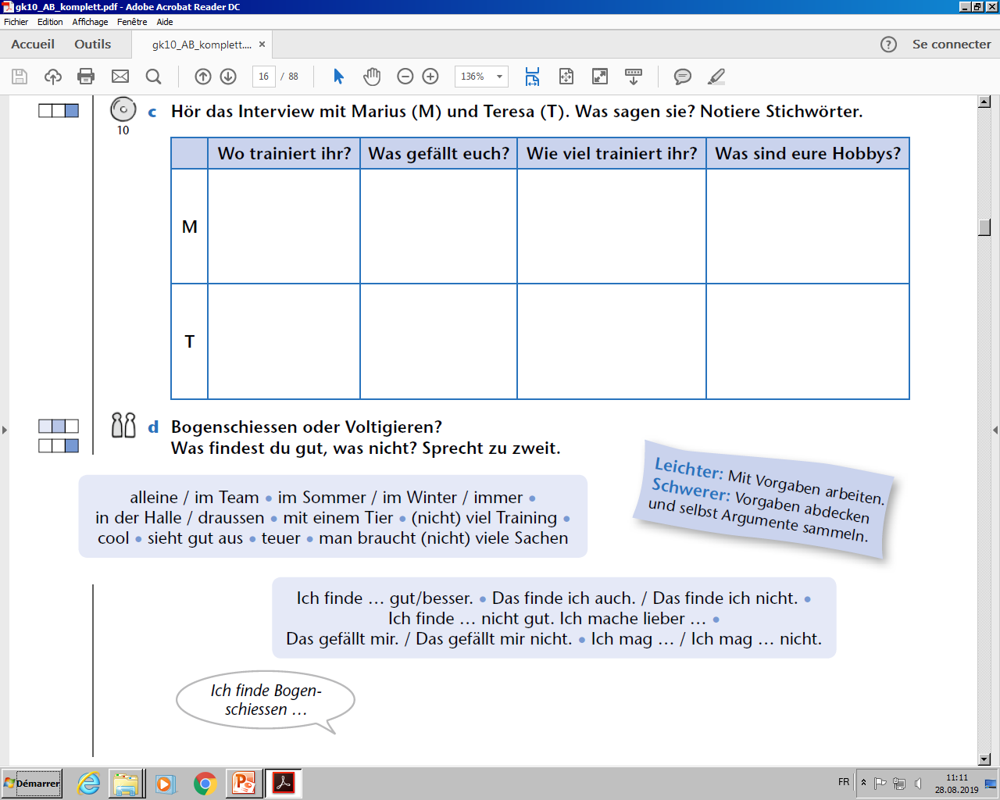 gk10_AB_komplett.pdf - Adobe Acrobat Reader DC
Fichier Edition Affichage Fenêtre Aide
Accueil Outils gk10_AB_komplett.... × ? Se connecter
16 / 88 136%
c Hör das Interview mit Marius (M) und Teresa (T). Was sagen sie? Notiere Stichwörter.
10
Wo trainiert ihr? Was gefällt euch? Wie viel trainiert ihr? Was sind eure Hobbys?
M
T
d Bogenschiessen oder Voltigieren?
Was findest du gut, was nicht? Sprecht zu zweit.
Leichter: Mit Vorgaben arbeiten.
Schwerer: Vorgaben abdecken
und selbst Argumente sammeln.
alleine / im Team • im Sommer / im Winter / immer •
in der Halle / draussen • mit einem Tier • (nicht) viel Training •
cool • sieht gut aus • teuer • man braucht (nicht) viele Sachen
Ich finde … gut/besser. • Das finde ich auch. / Das finde ich nicht. •
Ich finde … nicht gut. Ich mache lieber … •
Das gefällt mir. / Das gefällt mir nicht. • Ich mag … / Ich mag … nicht.
Ich finde Bogen-
schiessen …
Démarrer FR 11:11
28.08.2019